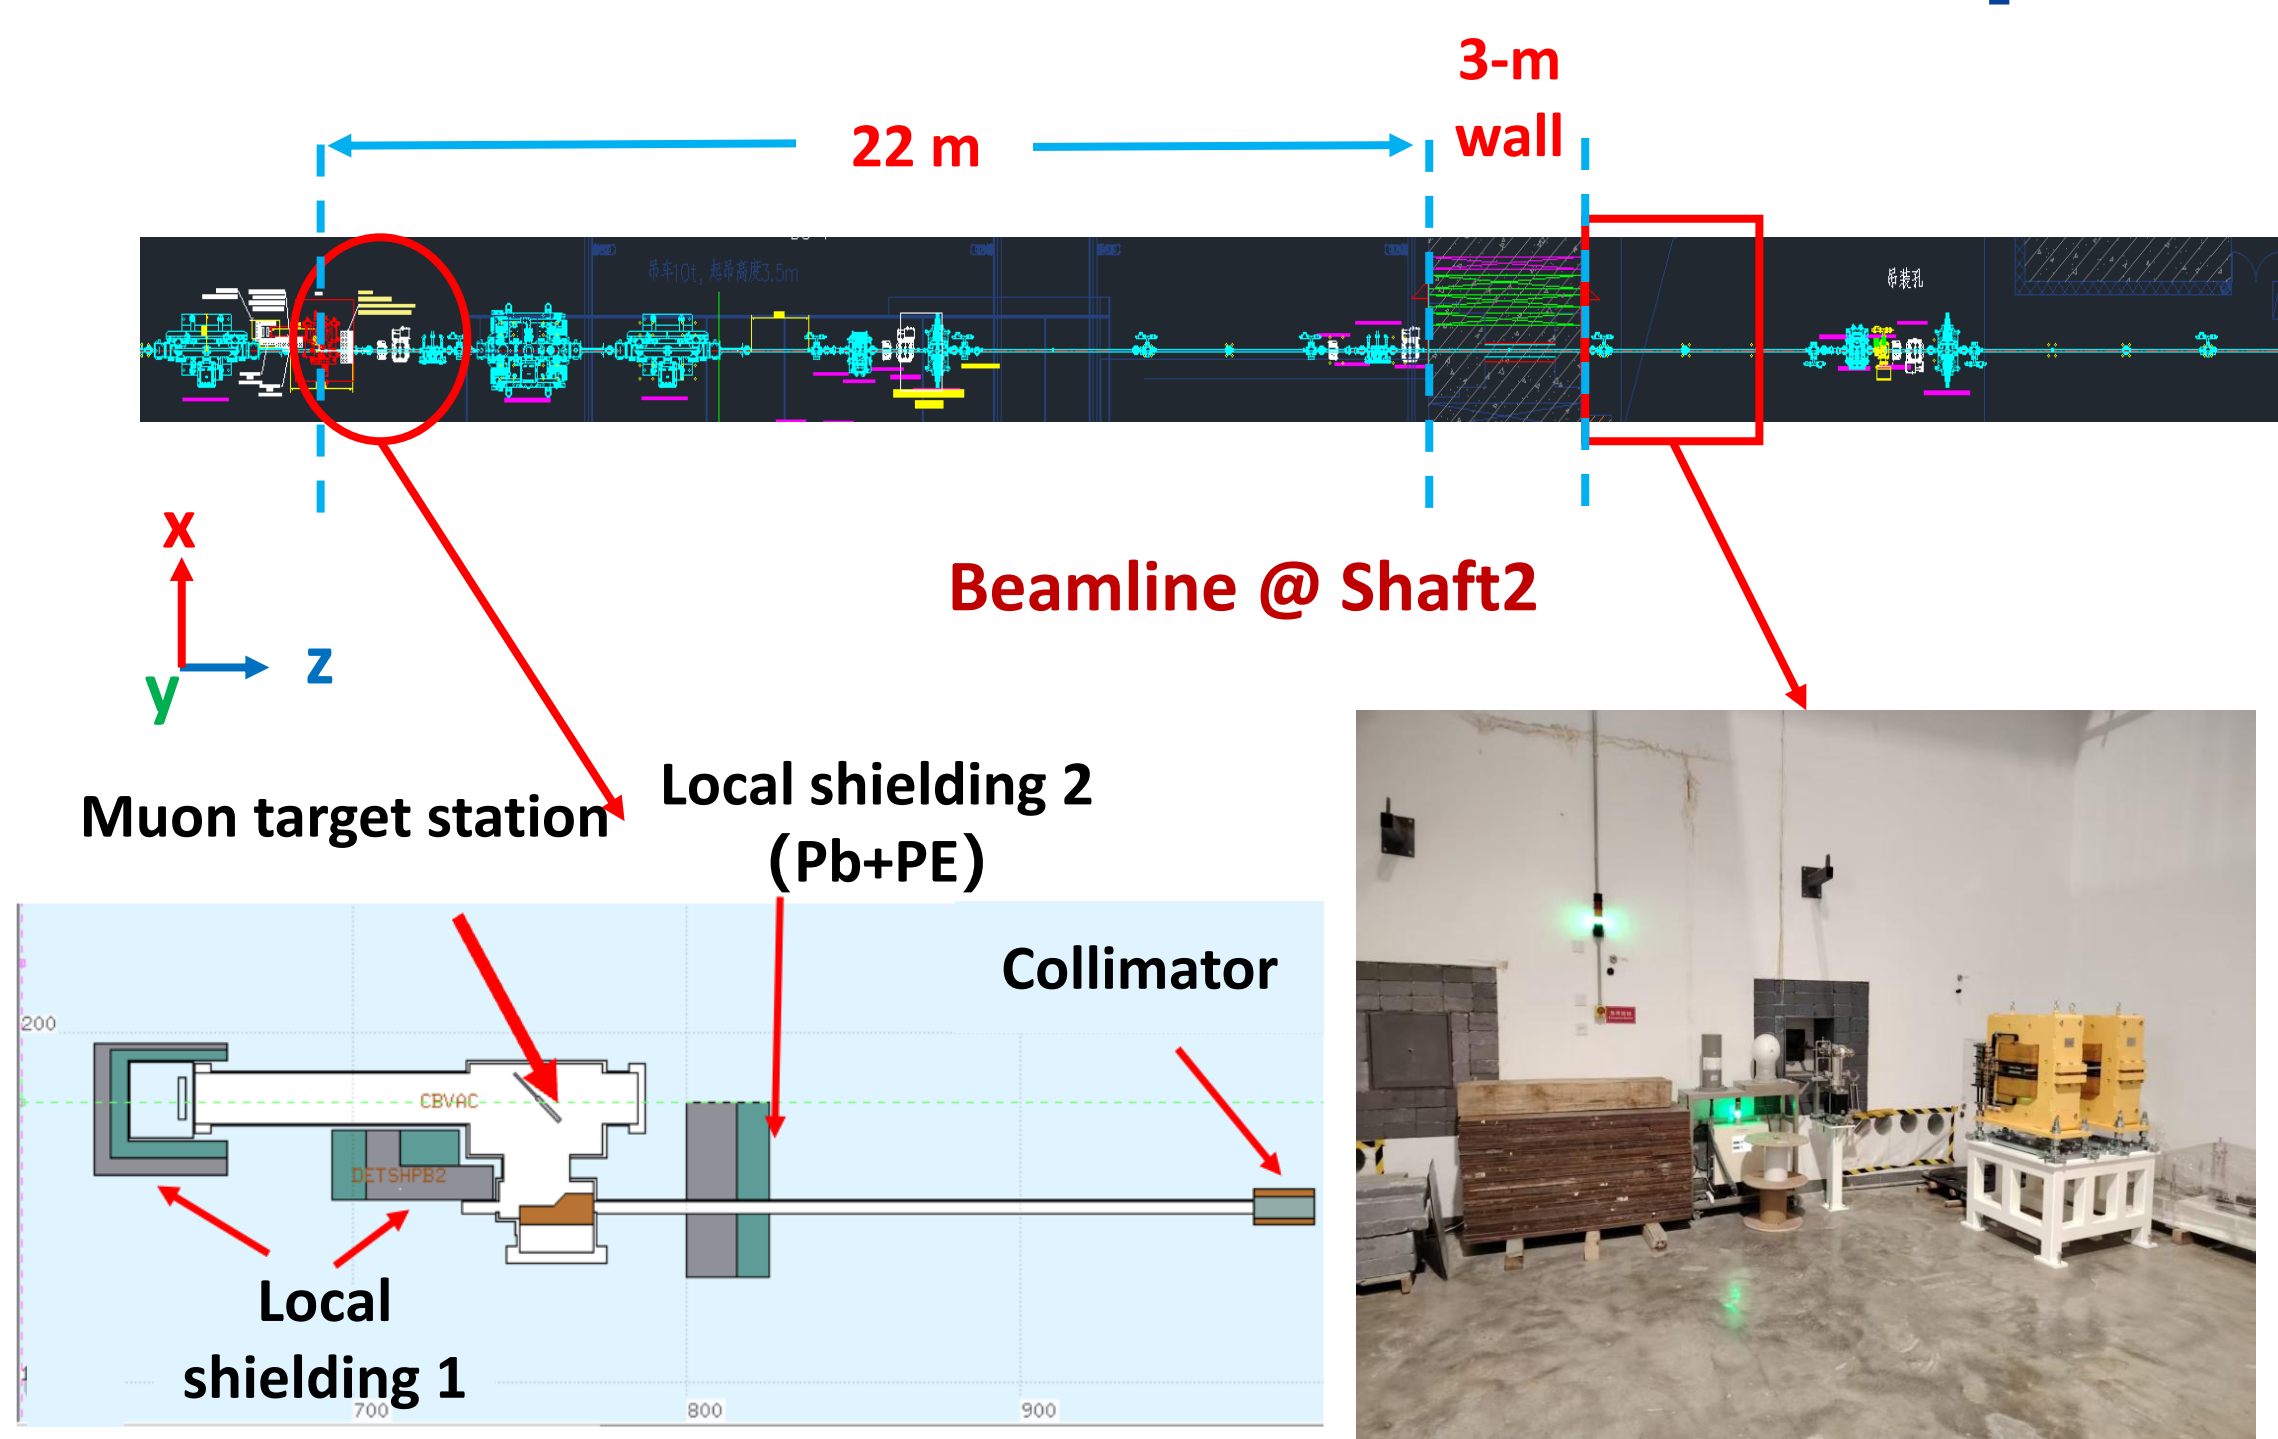 3-m
wall
22 m
吊车10t, 起吊高度3.5m
吊装孔
x
z
y
Beamline @ Shaft2
Muon target station
Local shielding 2
(Pb+PE)
Collimator
200
CBVAC
DETSHPB2
Local
shielding 1
700
800
900